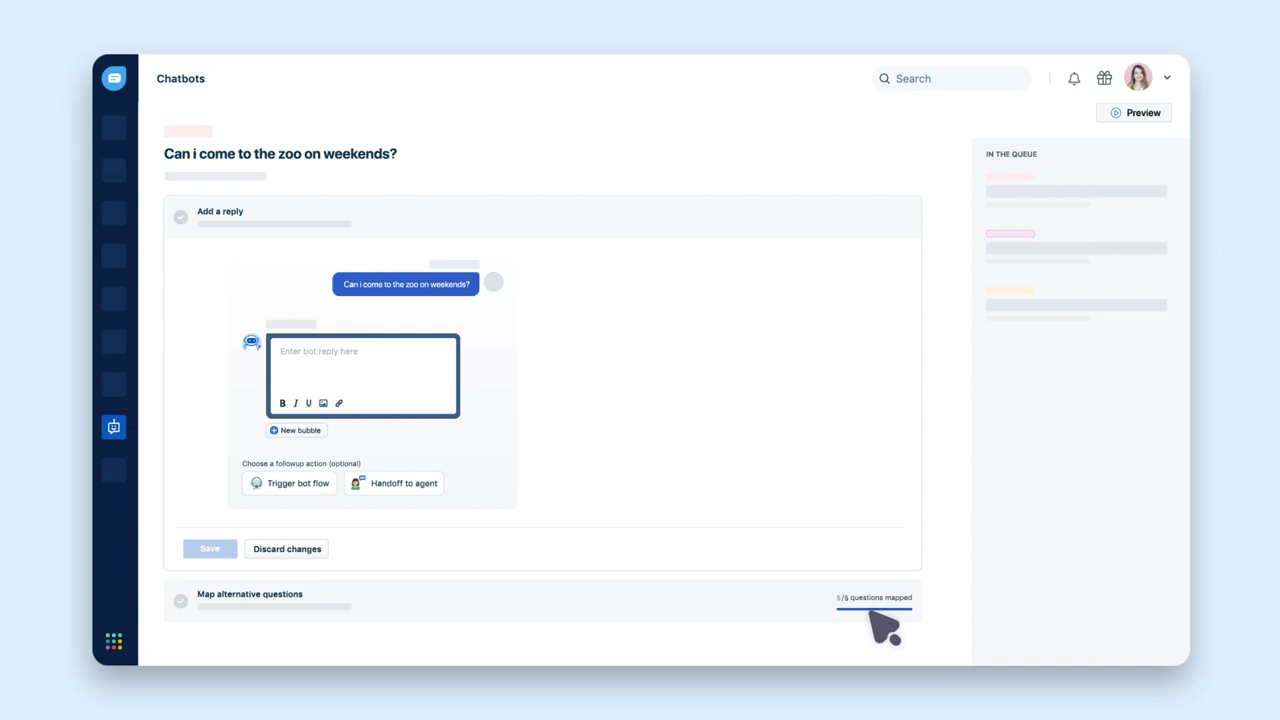 Chatbots
Search
Preview
Can i come to the zoo on weekends?
IN THE QUEUE
Add a reply
Can i come to the zoo on weekends?
Enter bot reply here
B I U
New bubble
Choose a followup action (optional)
Trigger bot flow
Handoff to agent
Save
Discard changes
Map alternative questions
5/5 questions mapped